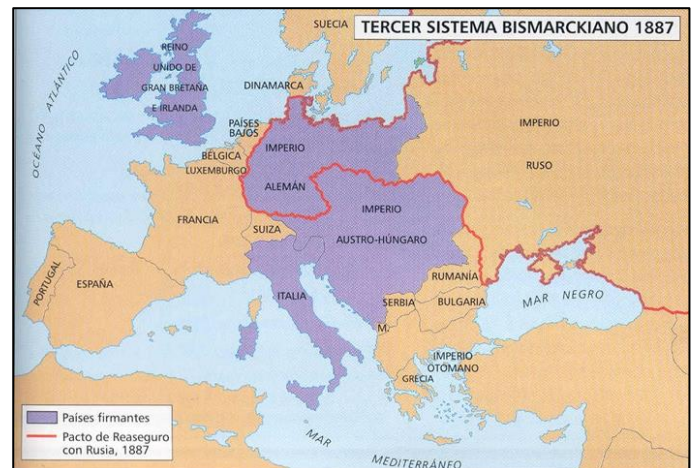 TERCER SISTEMA BISMARCKIANO 1887
SUECIA
OCÉANO ATLÁNTICO
REINO
UNIDO DE
GRAN BRETAÑA
E IRLANDA
DINAMARCA
PAÍSES
BAJOS
BÉLGICA
LUXEMBURGO
IMPERIO
ALEMÁN
IMPERIO
RUSO
FRANCIA
SUIZA
IMPERIO
AUSTRO-HÚNGARO
PORTUGAL
ESPAÑA
ITALIA
RUMANÍA
SERBIA
BULGARIA
MAR NEGRO
M.
IMPERIO
OTOMANO
GRECIA
MAR
MEDITERRÁNEO
Países firmantes
Pacto de Reaseguro
con Rusia, 1887